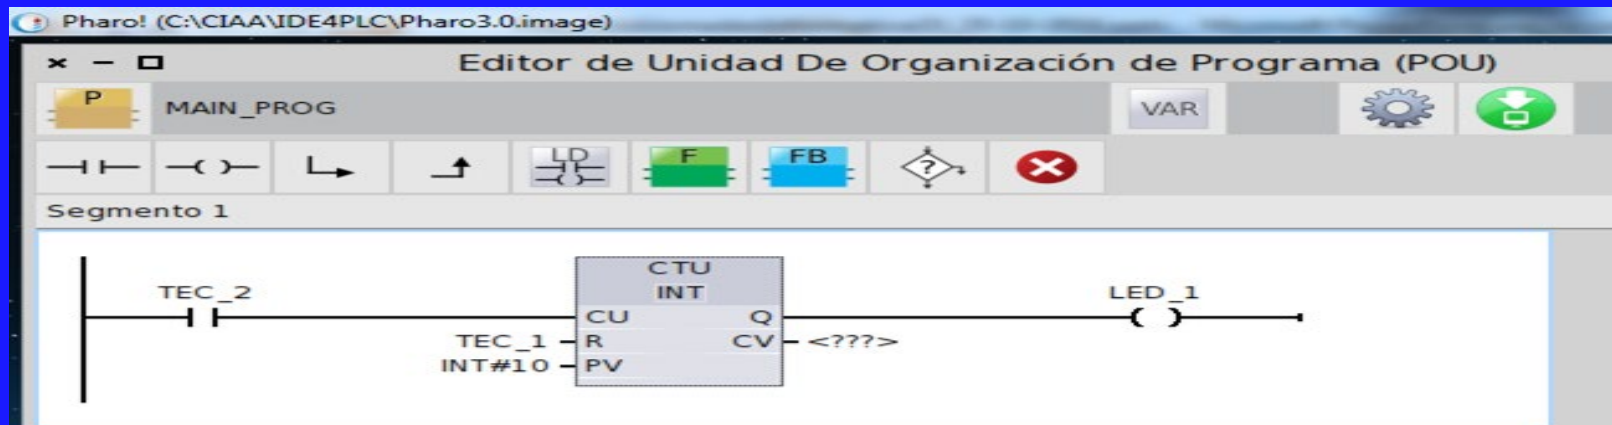 Pharo! (C:\CIAA\IDE4PLC\Pharo3.0.image)
Editor de Unidad De Organización de Programa (POU)
P MAIN_PROG VAR
LD F FB ?
Segmento 1
CTU
TEC_2 INT LED_1
CU Q
TEC_1 R CV <???>
INT#10 PV